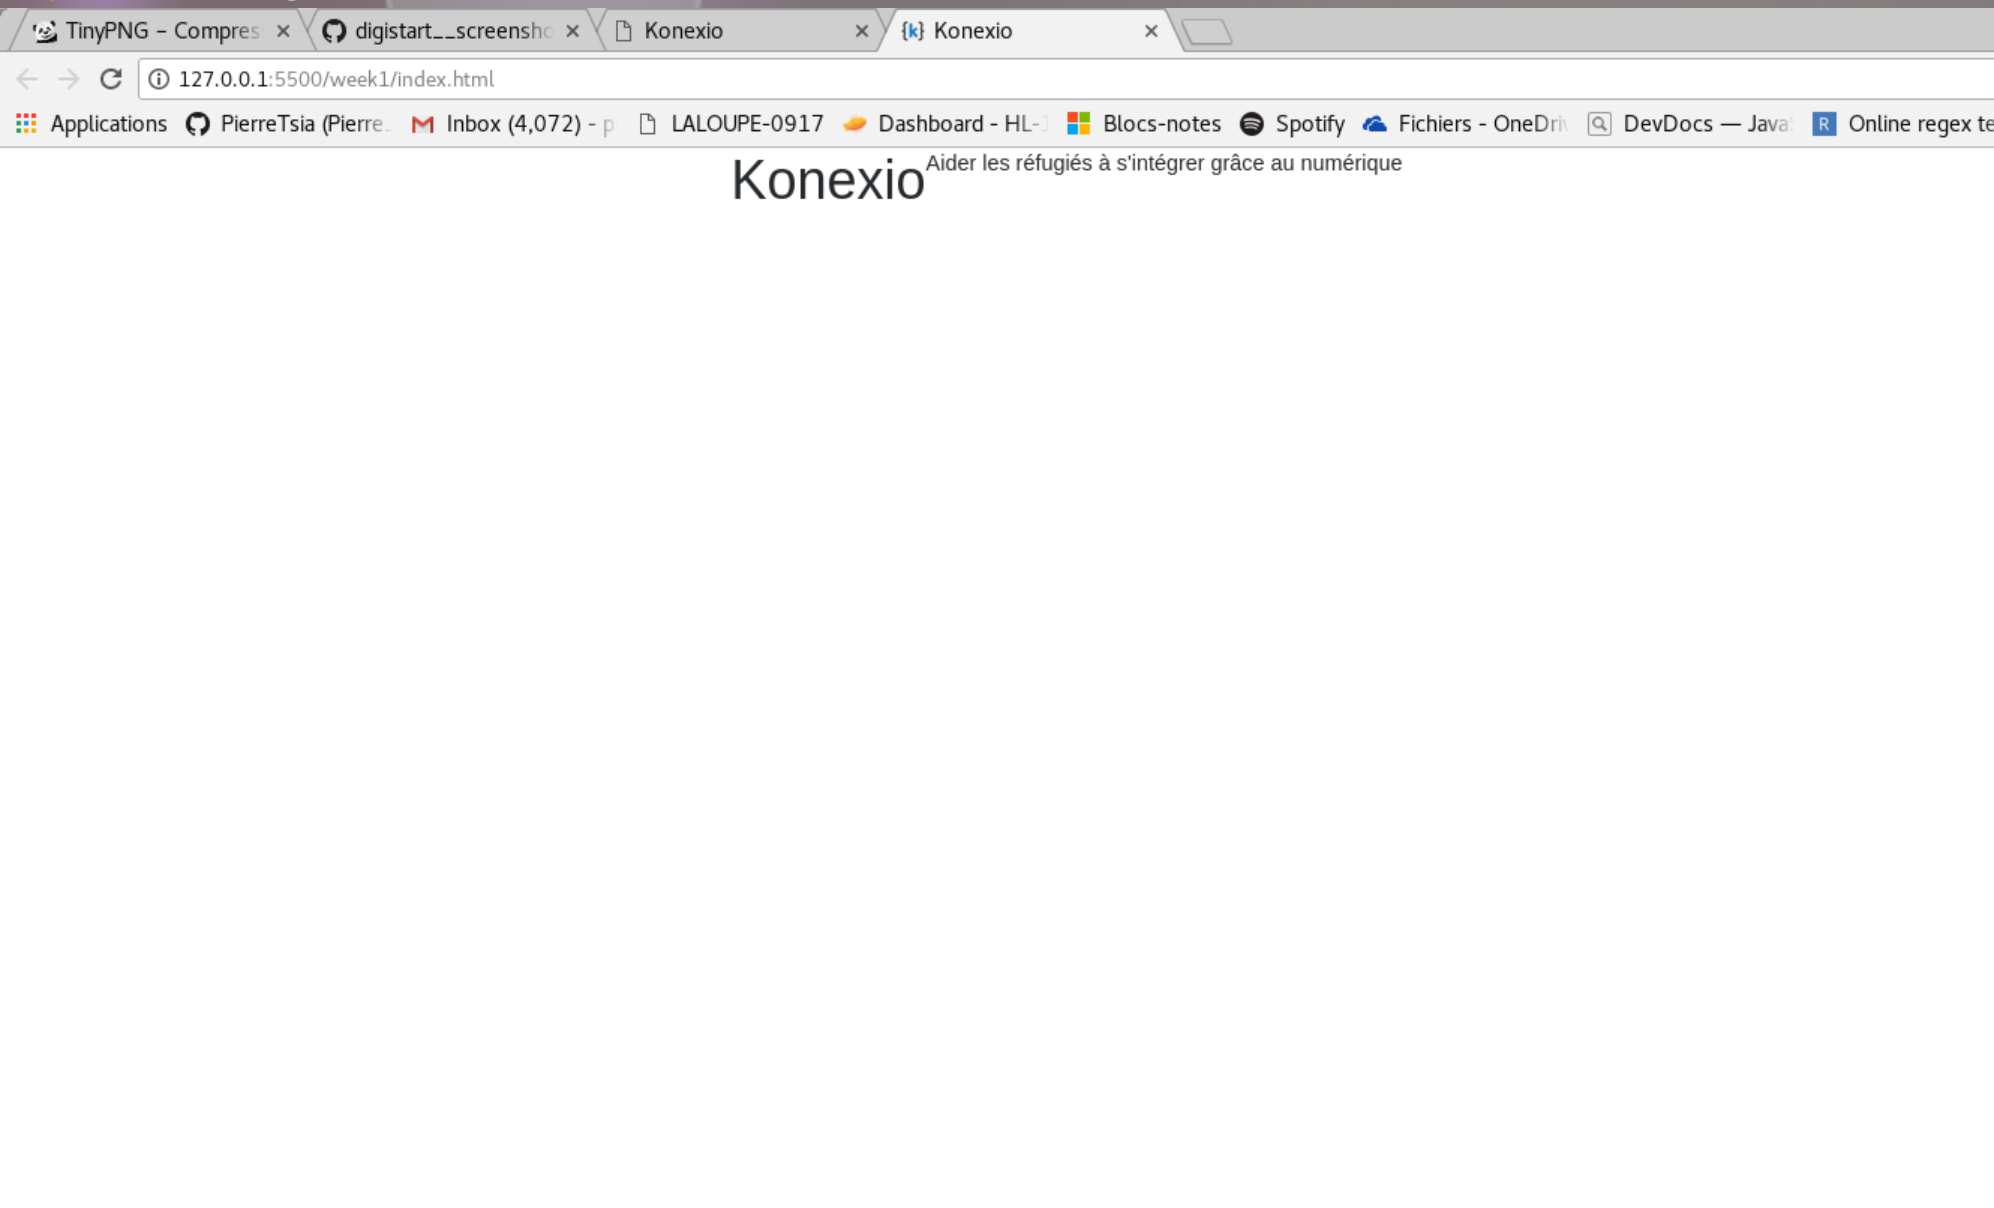 TinyPNG – Compres
digistart__screensho
Konexio
{k} Konexio
127.0.0.1:5500/week1/index.html
Applications
PierreTsia (Pierre
Inbox (4,072) - p
LALOUPE-0917
Dashboard - HL-1
Blocs-notes
Spotify
Fichiers - OneDriv
DevDocs — Java
R Online regex te
Konexio
Aider les réfugiés à s'intégrer grâce au numérique